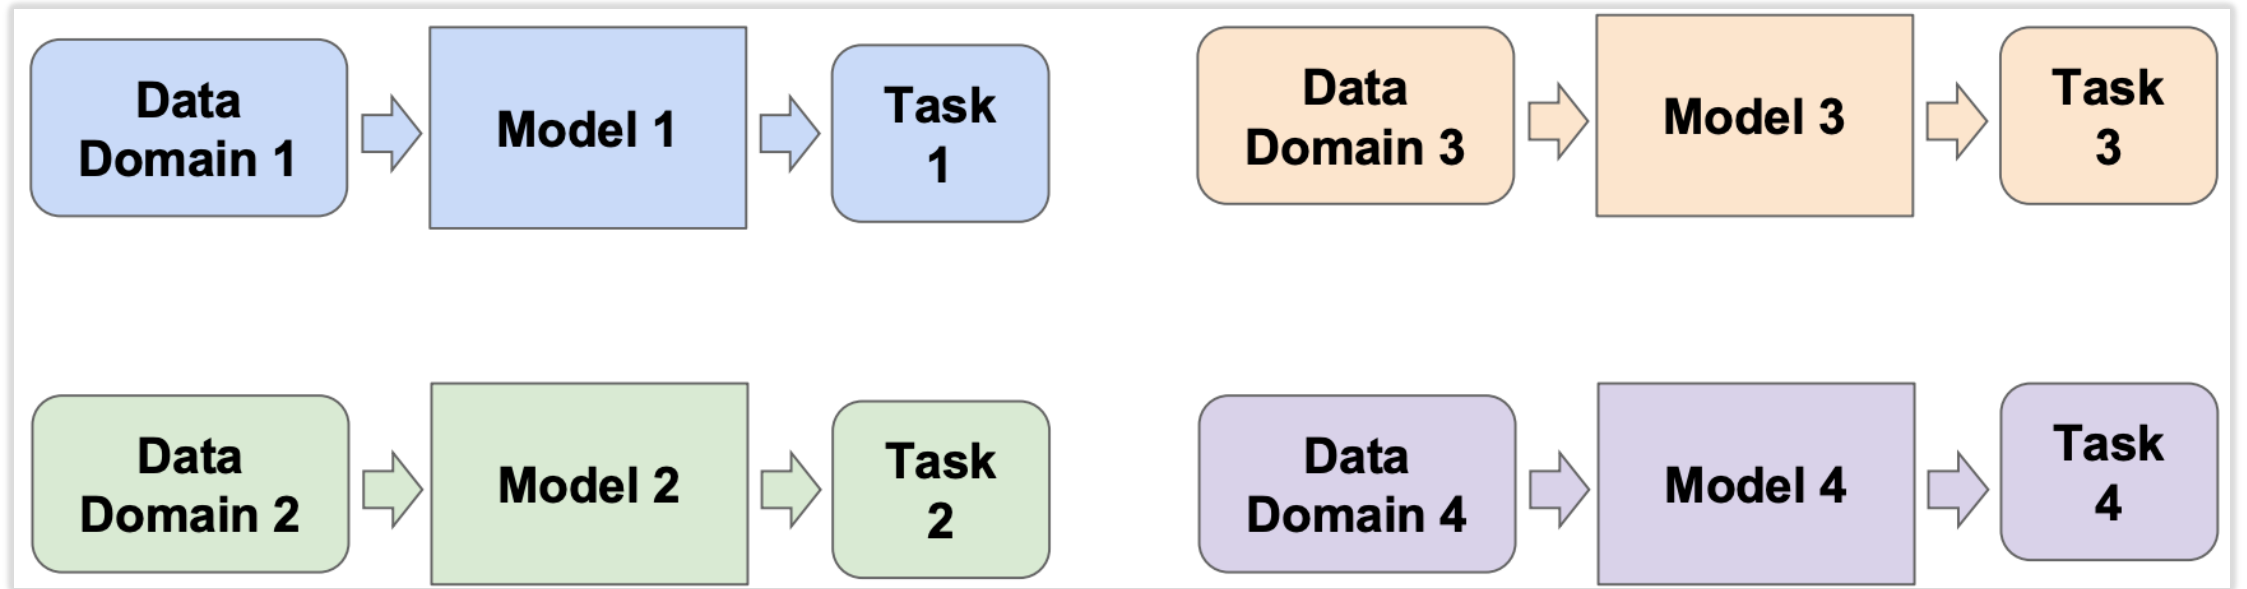 Data
Domain 1
Model 1
Task
1
Data
Domain 3
Model 3
Task
3
Data
Domain 2
Model 2
Task
2
Data
Domain 4
Model 4
Task
4